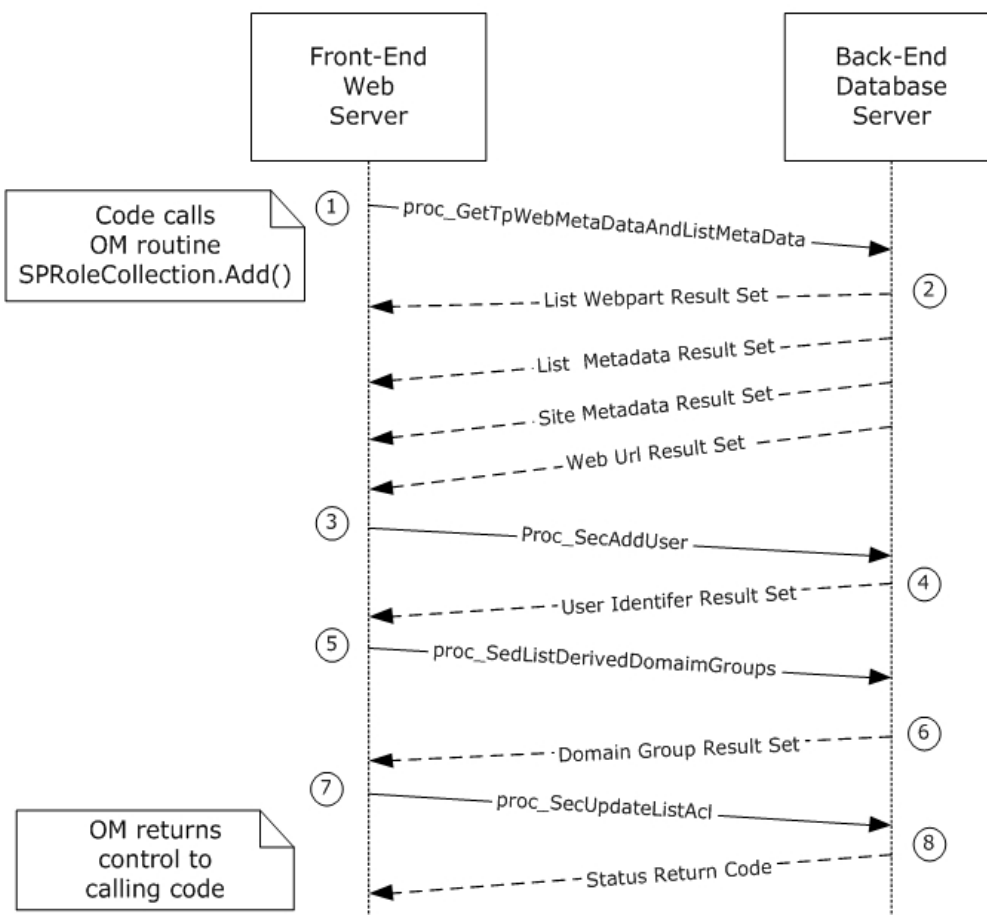 Front-End
Web
Server
Back-End
Database
Server
Code calls
OM routine
SPRoleCollection.Add()
1
proc_GetTpWebMetaDataAndListMetaData
List Webpart Result Set
2
List  Metadata Result Set
Site Metadata Result Set
Web Url Result Set
3
Proc_SecAddUser
4
User Identifer Result Set
5
proc_SedListDerivedDomaimGroups
6
Domain Group Result Set
7
proc_SecUpdateListAcl
OM returns
control to
calling code
8
Status Return Code